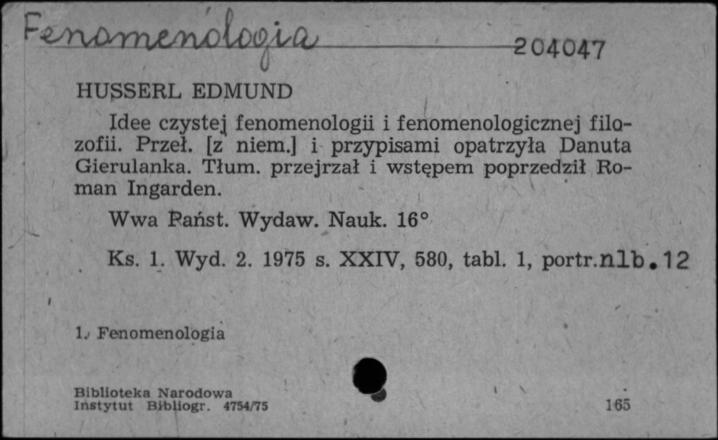 Fenomenologia 204047
HUSSERL EDMUND
Idee czystej fenomenologii i fenomenologicznej filo-
zofii. Przeł. [z niem.] i przypisami opatrzyła Danuta
Gierulanka. Tłum. przejrzał i wstępem poprzedził Ro-
man Ingarden.
Wwa Państ. Wydaw. Nauk. 16°
Ks. 1. Wyd. 2. 1975 s. XXIV, 580, tabl. 1, portr.nlb.12
1. Fenomenologia
Biblioteka Narodowa
Instytut Bibliogr. 4754/75 165